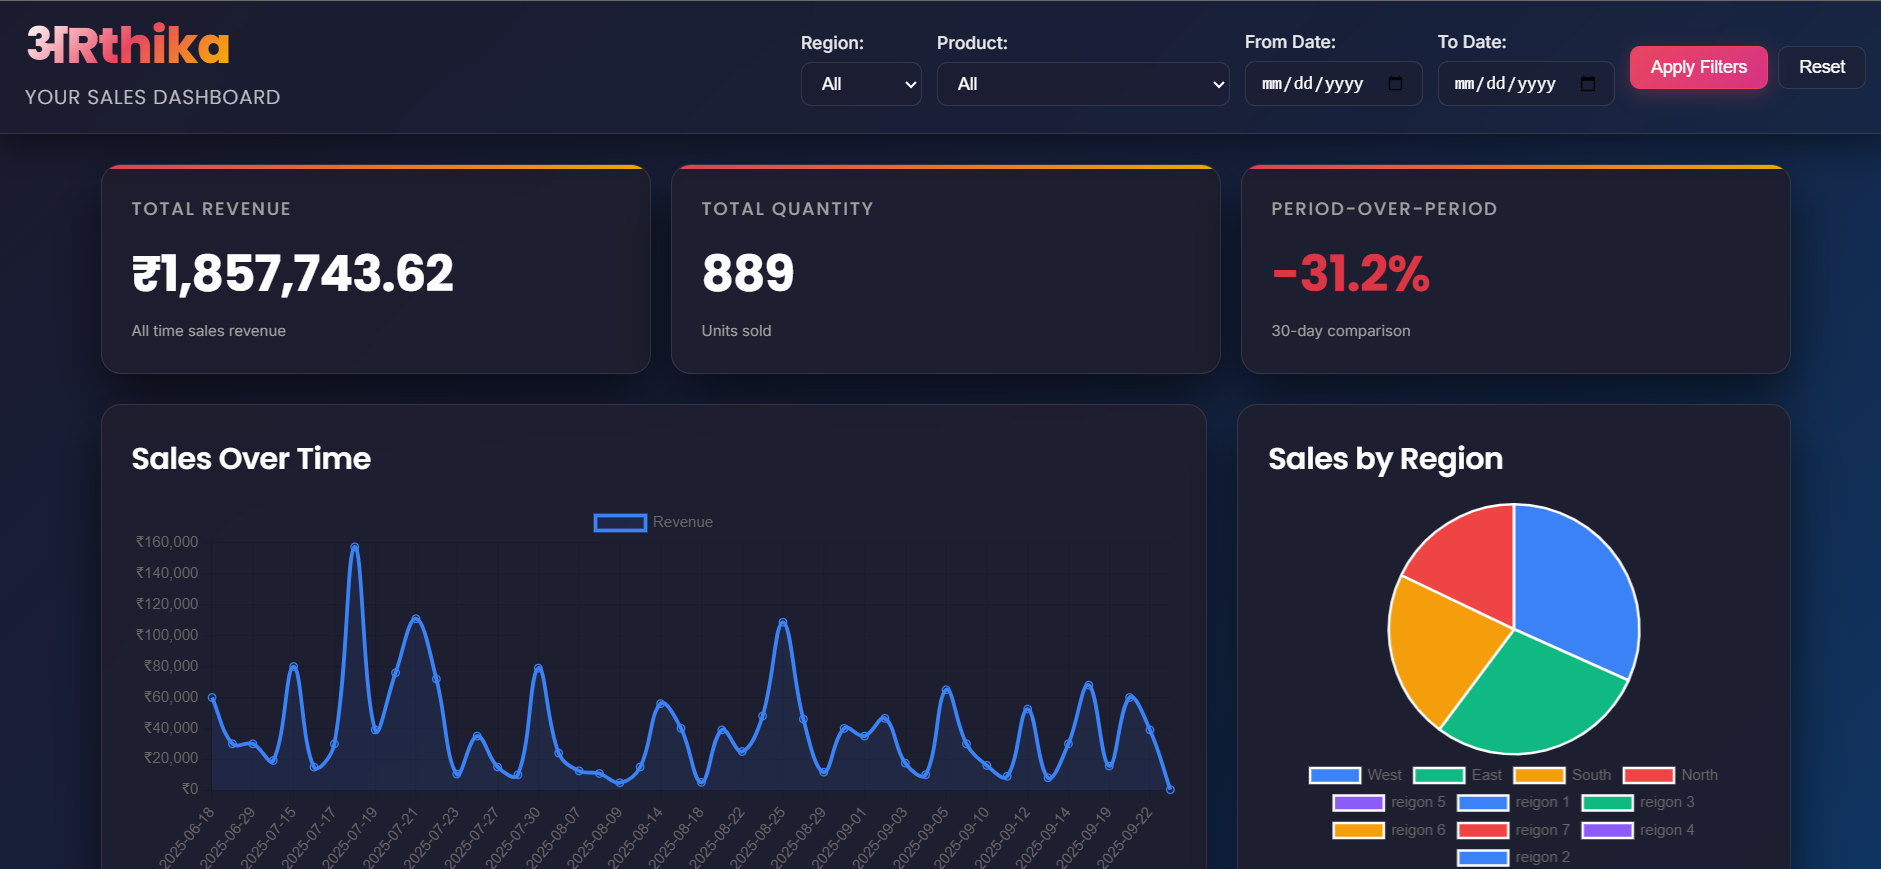 अRthika
YOUR SALES DASHBOARD
Region:
All
Product:
All
From Date:
mm/dd/yyyy
To Date:
mm/dd/yyyy
Apply Filters
Reset
TOTAL REVENUE
₹1,857,743.62
All time sales revenue
TOTAL QUANTITY
889
Units sold
PERIOD-OVER-PERIOD
-31.2%
30-day comparison
Sales Over Time
Revenue
₹160,000
₹140,000
₹120,000
₹100,000
₹80,000
₹60,000
₹40,000
₹20,000
₹0
2025-06-18
2025-06-29
2025-07-15
2025-07-17
2025-07-19
2025-07-21
2025-07-23
2025-07-27
2025-07-30
2025-08-07
2025-08-09
2025-08-14
2025-08-18
2025-08-22
2025-08-25
2025-08-29
2025-09-01
2025-09-03
2025-09-05
2025-09-10
2025-09-12
2025-09-14
2025-09-19
2025-09-22
Sales by Region
West East South North
reigon 5 reigon 1 reigon 3
reigon 6 reigon 7 reigon 4
reigon 2